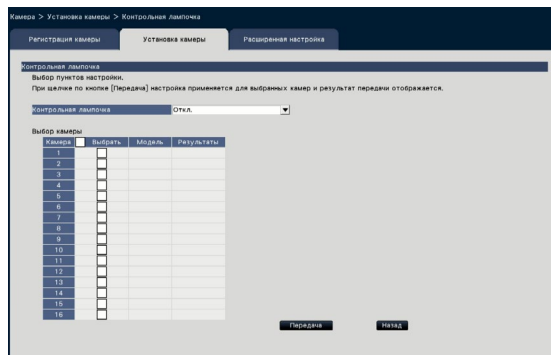 Камера > Установка камеры > Контрольная лампочка
Регистрация камеры Установка камеры Расширенная настройка
Контрольная лампочка
Выбор пунктов настройки.
При щелчке по кнопке [Передача] настройка применяется для выбранных камер и результат передачи отображается.
Контрольная лампочка Откл.
Выбор камеры
Камера Выбрать Модель Результаты
1
2
3
4
5
6
7
8
9
10
11
12
13
14
15
16
Передача Назад